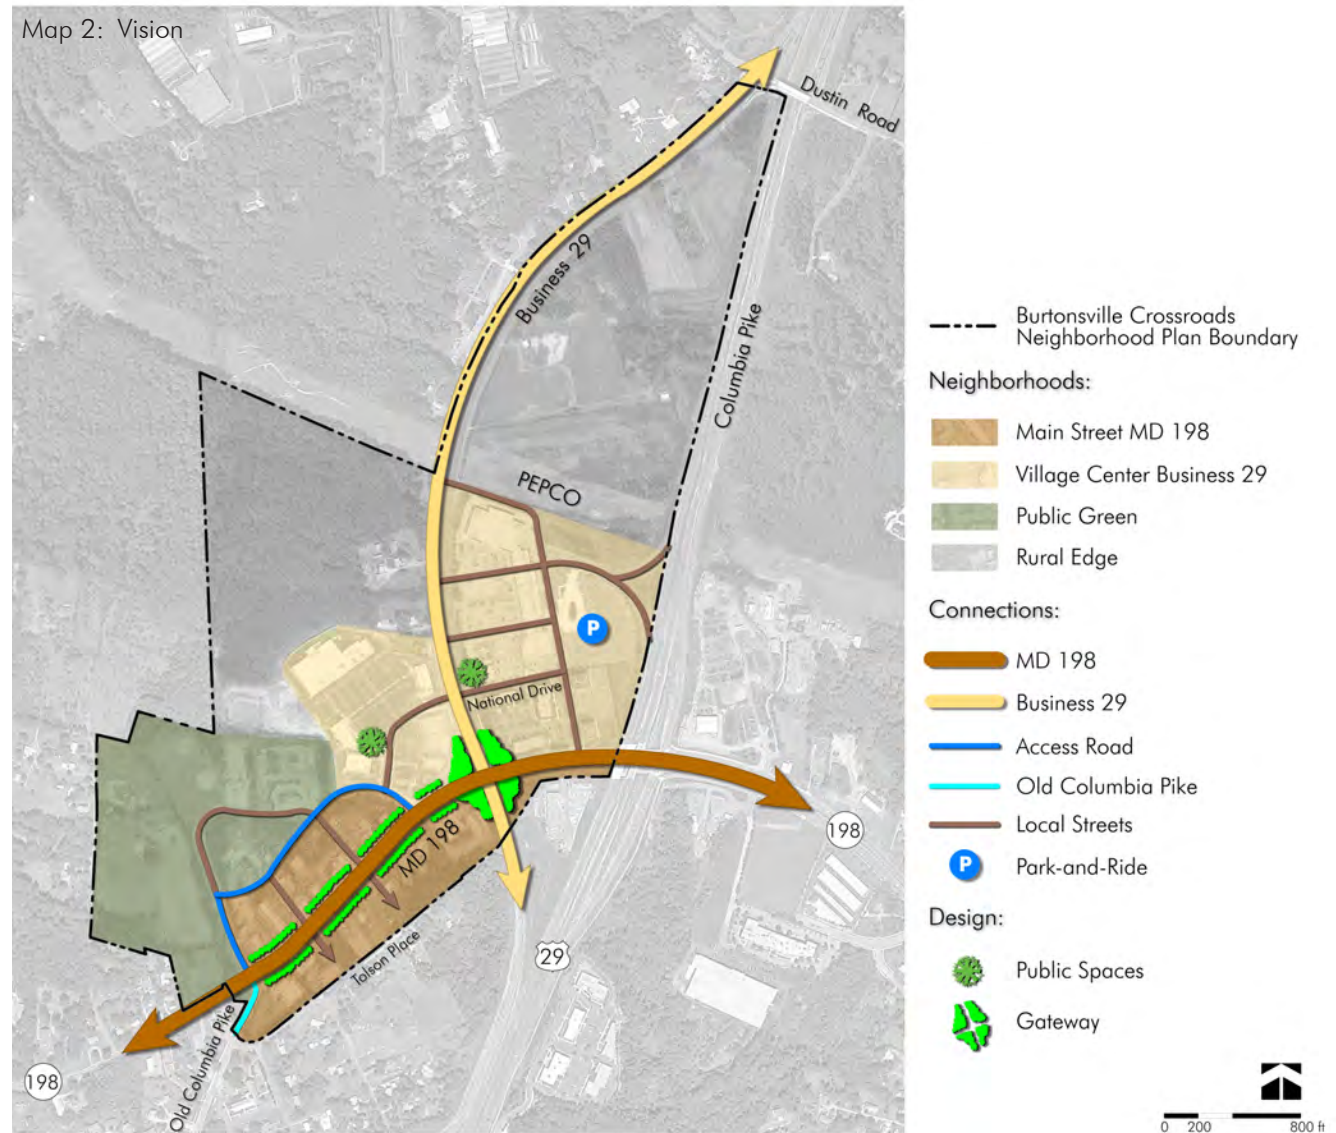 Map 2: Vision
Dustin Road
Business 29
Columbia Pike
PEPCO
P
National Drive
MD 198
198
Tolson Place
29
Old Columbia Pike
198
Burtonsville Crossroads
Neighborhood Plan Boundary
Neighborhoods:
Main Street MD 198
Village Center Business 29
Public Green
Rural Edge
Connections:
MD 198
Business 29
Access Road
Old Columbia Pike
Local Streets
P Park-and-Ride
Design:
Public Spaces
Gateway
0 200 800 ft